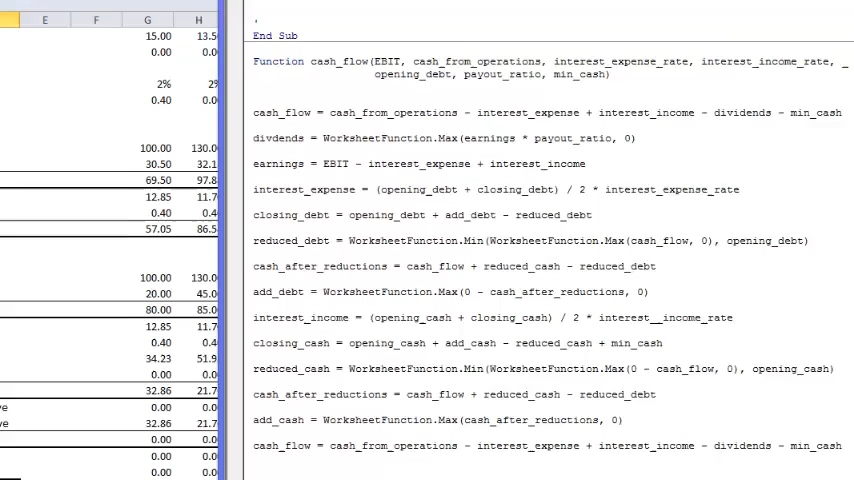 E F G H
15.00 13.5
0.00 0.0
2% 2%
0.40 0.0
100.00 130.0
30.50 32.1
69.50 97.8
12.85 11.7
0.40 0.4
57.05 86.5
100.00 130.0
20.00 45.0
80.00 85.0
12.85 11.7
0.40 0.4
34.23 51.9
0.00 0.0
32.86 21.7
ve 0.00 0.0
ve 32.86 21.7
0.00 0.0
0.00 0.0
0.00 0.0
'
End Sub
Function cash_flow(EBIT, cash_from_operations, interest_expense_rate, interest_income_rate, _
opening_debt, payout_ratio, min_cash)
cash_flow = cash_from_operations - interest_expense + interest_income - dividends - min_cash
divdends = WorksheetFunction.Max(earnings * payout_ratio, 0)
earnings = EBIT - interest_expense + interest_income
interest_expense = (opening_debt + closing_debt) / 2 * interest_expense_rate
closing_debt = opening_debt + add_debt - reduced_debt
reduced_debt = WorksheetFunction.Min(WorksheetFunction.Max(cash_flow, 0), opening_debt)
cash_after_reductions = cash_flow + reduced_cash - reduced_debt
add_debt = WorksheetFunction.Max(0 - cash_after_reductions, 0)
interest_income = (opening_cash + closing_cash) / 2 * interest__income_rate
closing_cash = opening_cash + add_cash - reduced_cash + min_cash
reduced_cash = WorksheetFunction.Min(WorksheetFunction.Max(0 - cash_flow, 0), opening_cash)
cash_after_reductions = cash_flow + reduced_cash - reduced_debt
add_cash = WorksheetFunction.Max(cash_after_reductions, 0)
cash_flow = cash_from_operations - interest_expense + interest_income - dividends - min_cash